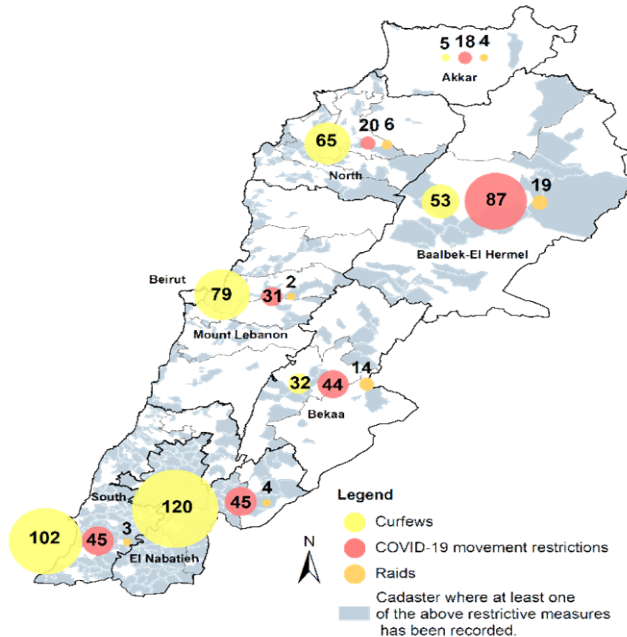 5 18 4
Akkar
65 20 6
North
53 87 19
Baalbek-El Hermel
Beirut
79 31 2
Mount Lebanon
32 44 14
Bekaa
South
120 45 4
102 45 3
El Nabatieh
N
Legend
Curfews
COVID-19 movement restrictions
Raids
Cadaster where at least one
of the above restrictive measures
has been recorded.